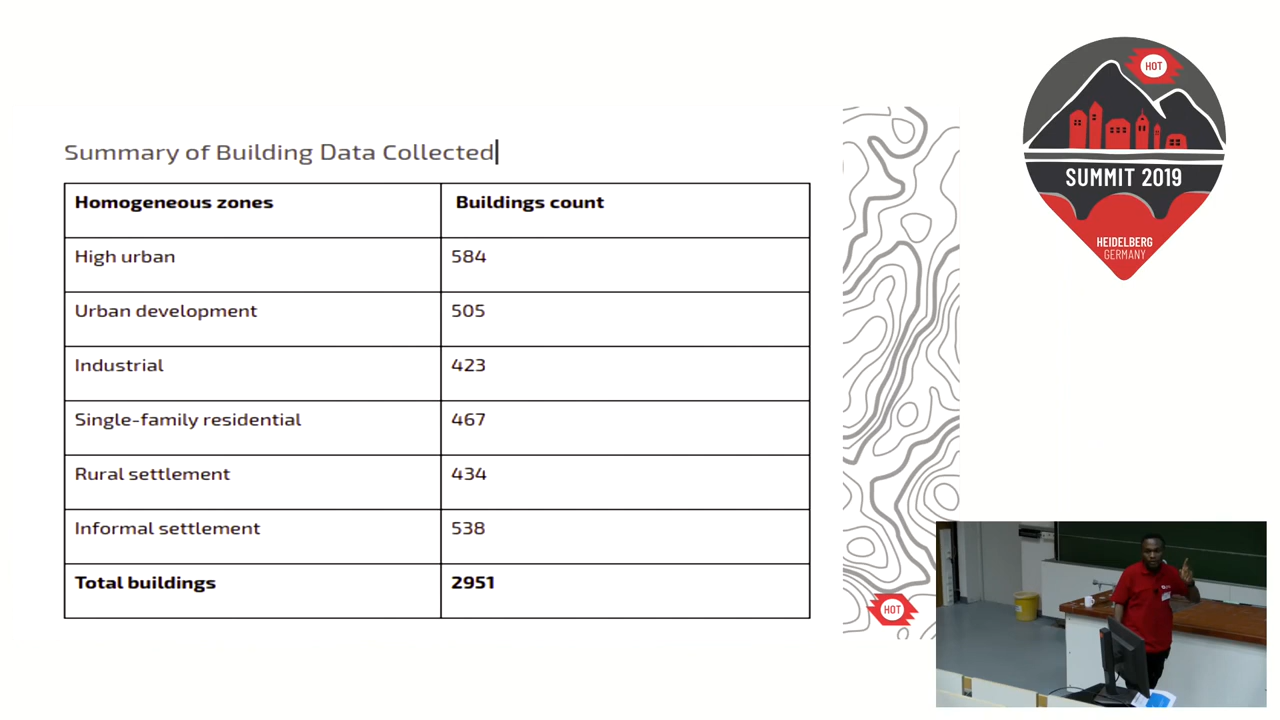 Summary of Building Data Collected
Homogeneous zones Buildings count
High urban 584
Urban development 505
Industrial 423
Single-family residential 467
Rural settlement 434
Informal settlement 538
Total buildings 2951
HOT
HOT
SUMMIT 2019
HEIDELBERG
GERMANY